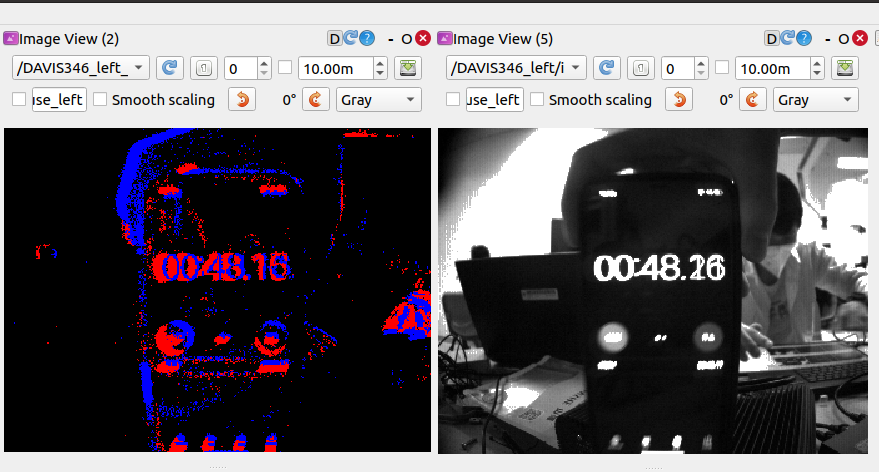 Image View (2)
D
- O
Image View (5)
D
- O
/DAVIS346_left_
0
10.00m
/DAVIS346_left/i
0
10.00m
use_left
Smooth scaling
0°
Gray
use_left
Smooth scaling
0°
Gray
00:48.16
00:48.26